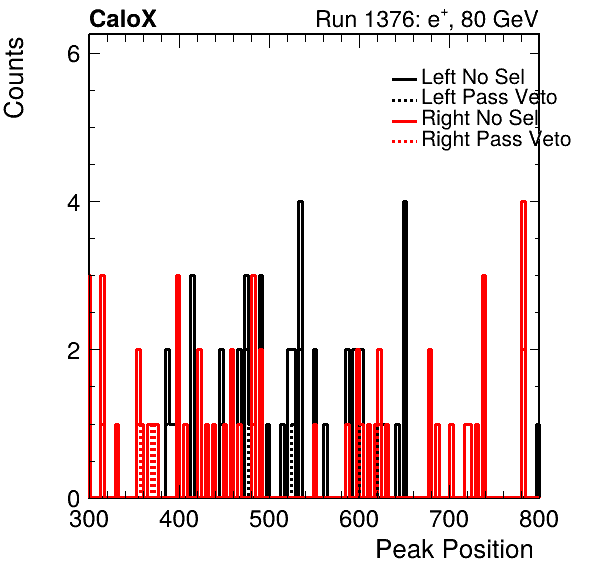 CaloX Run 1376: e+, 80 GeV
Counts
6
Left No Sel
Left Pass Veto
Right No Sel
Right Pass Veto
4
2
0
300 400 500 600 700 800
Peak Position